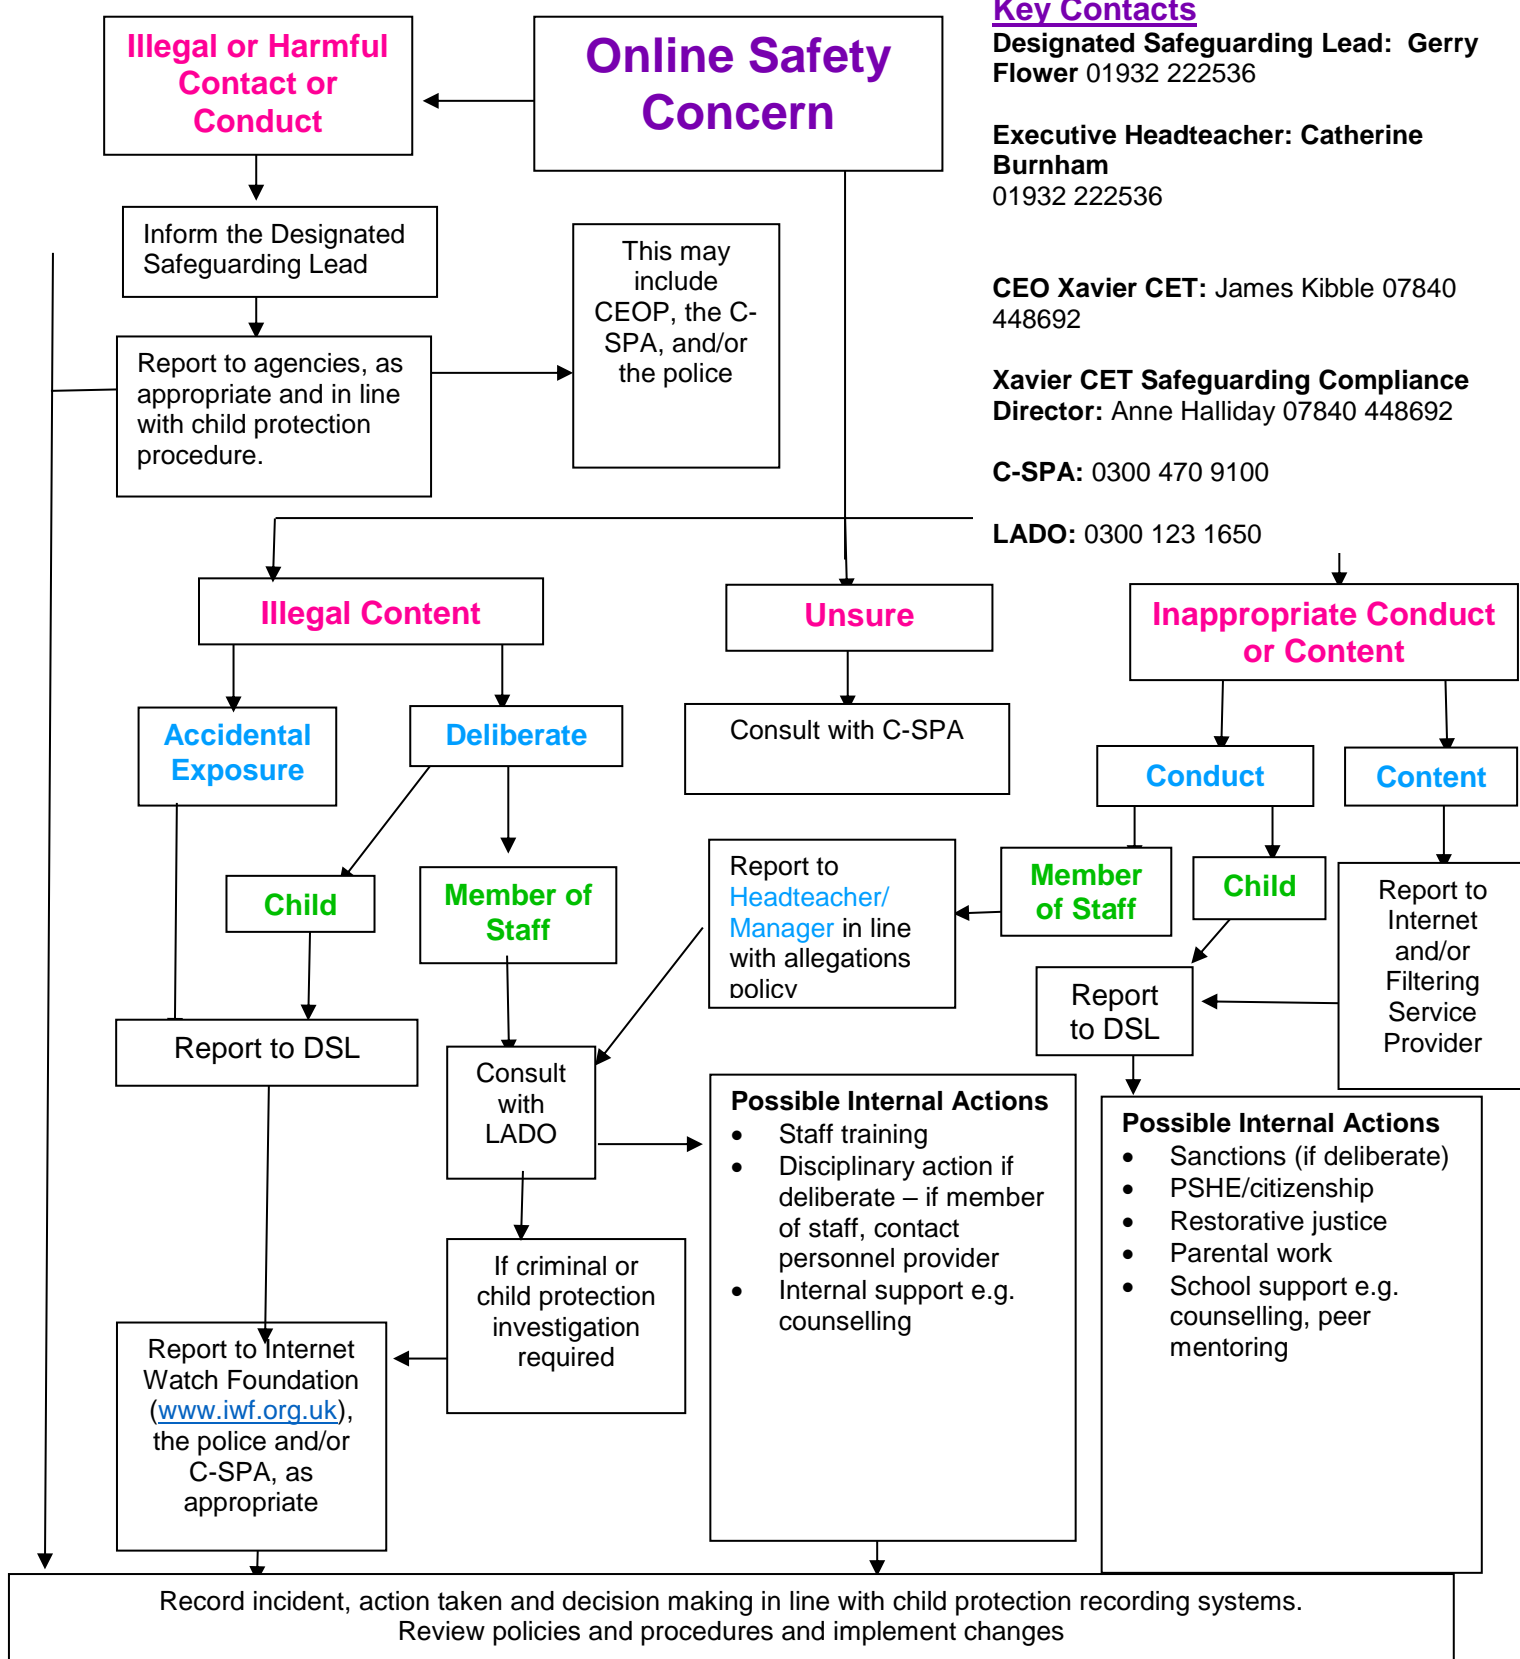 Key Contacts
Designated Safeguarding Lead:  Gerry
Flower 01932 222536
Executive Headteacher: Catherine
Burnham
01932 222536
CEO Xavier CET: James Kibble 07840
448692
Xavier CET Safeguarding Compliance
Director: Anne Halliday 07840 448692
C-SPA: 0300 470 9100
LADO: 0300 123 1650
Online Safety
Concern
Illegal or Harmful
Contact or
Conduct
Inform the Designated
Safeguarding Lead
Report to agencies, as
appropriate and in line
with child protection
procedure.
This may
include
CEOP, the C-
SPA, and/or
the police
Illegal Content
Unsure
Inappropriate Conduct
or Content
Accidental
Exposure
Deliberate
Consult with C-SPA
Conduct
Content
Child
Member of
Staff
Report to
Headteacher/
Manager in line
with allegations
policy
Member
of Staff
Child
Report to
Internet
and/or
Filtering
Service
Provider
Report to DSL
Consult
with
LADO
Report
to DSL
If criminal or
child protection
investigation
required
Report to Internet
Watch Foundation
(www.iwf.org.uk),
the police and/or
C-SPA, as
appropriate
Possible Internal Actions
• Staff training
• Disciplinary action if
deliberate – if member
of staff, contact
personnel provider
• Internal support e.g.
counselling
Possible Internal Actions
• Sanctions (if deliberate)
• PSHE/citizenship
• Restorative justice
• Parental work
• School support e.g.
counselling, peer
mentoring
Record incident, action taken and decision making in line with child protection recording systems.
Review policies and procedures and implement changes